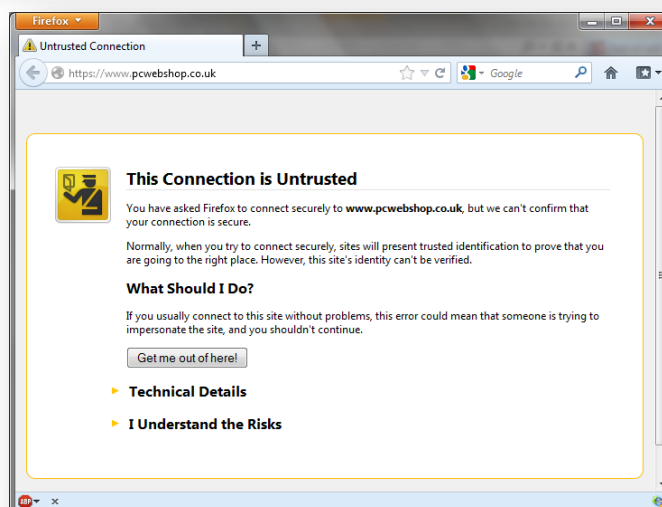 Firefox
Untrusted Connection
https://www.pcwebshop.co.uk
Google
This Connection is Untrusted
You have asked Firefox to connect securely to www.pcwebshop.co.uk, but we can't confirm that
your connection is secure.
Normally, when you try to connect securely, sites will present trusted identification to prove that you
are going to the right place. However, this site's identity can't be verified.
What Should I Do?
If you usually connect to this site without problems, this error could mean that someone is trying to
impersonate the site, and you shouldn't continue.
Get me out of here!
Technical Details
I Understand the Risks
ABP